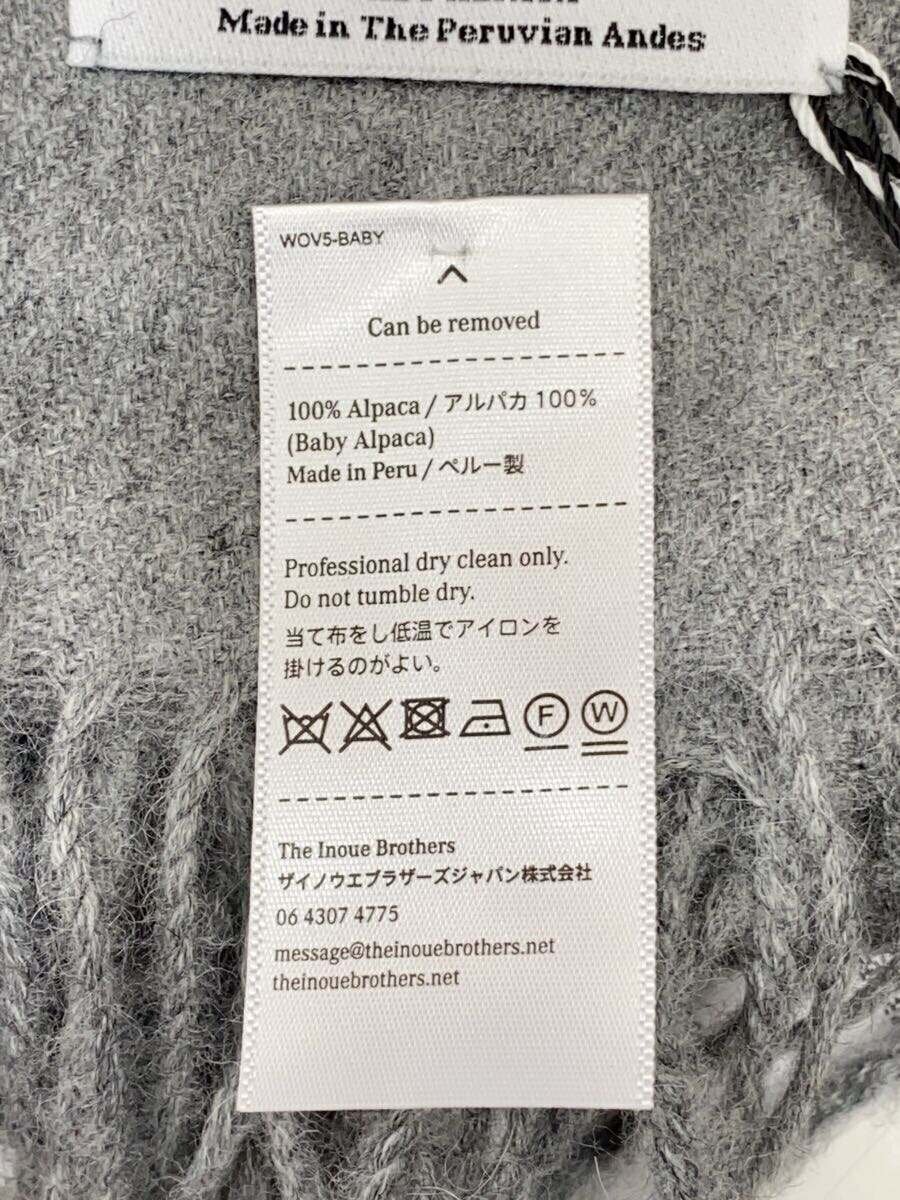 Made in The Peruvian Andes
WOV5-BABY
Can be removed
100% Alpaca / アルパカ 100%
(Baby Alpaca)
Made in Peru / ペルー製
Professional dry clean only.
Do not tumble dry.
当て布をし低温でアイロンを
掛けるのがよい。
F W
The Inoue Brothers
ザイノウエブラザーズジャパン株式会社
06 4307 4775
message@theinouebrothers.net
theinouebrothers.net